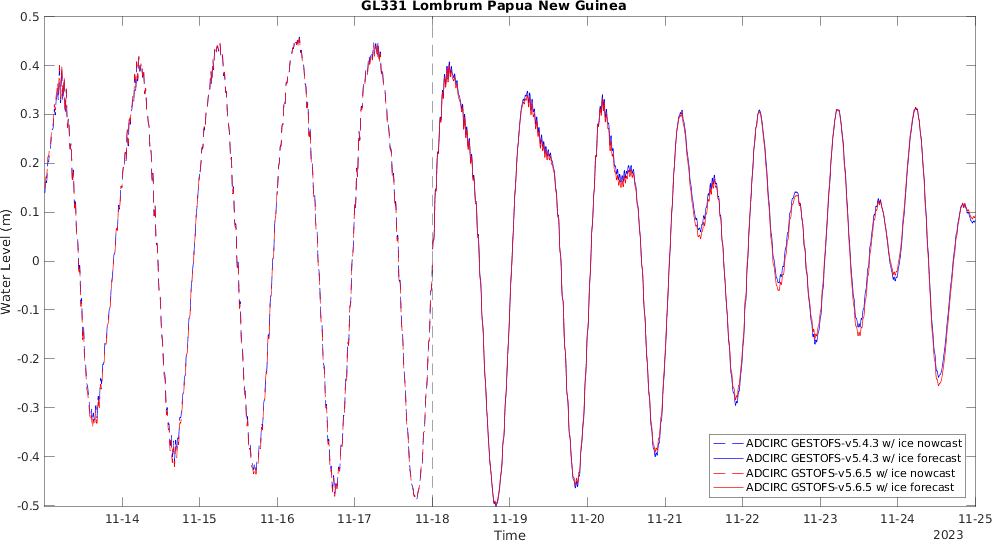 GL331 Lombrum Papua New Guinea
0.5
0.4
0.3
0.2
0.1
0
-0.1
-0.2
-0.3
-0.4
-0.5
Water Level (m)
11-14 11-15 11-16 11-17 11-18 11-19 11-20 11-21 11-22 11-23 11-24 11-25
Time
2023
ADCIRC GESTOFS-v5.4.3 w/ ice nowcast
ADCIRC GESTOFS-v5.4.3 w/ ice forecast
ADCIRC GSTOFS-v5.6.5 w/ ice nowcast
ADCIRC GSTOFS-v5.6.5 w/ ice forecast